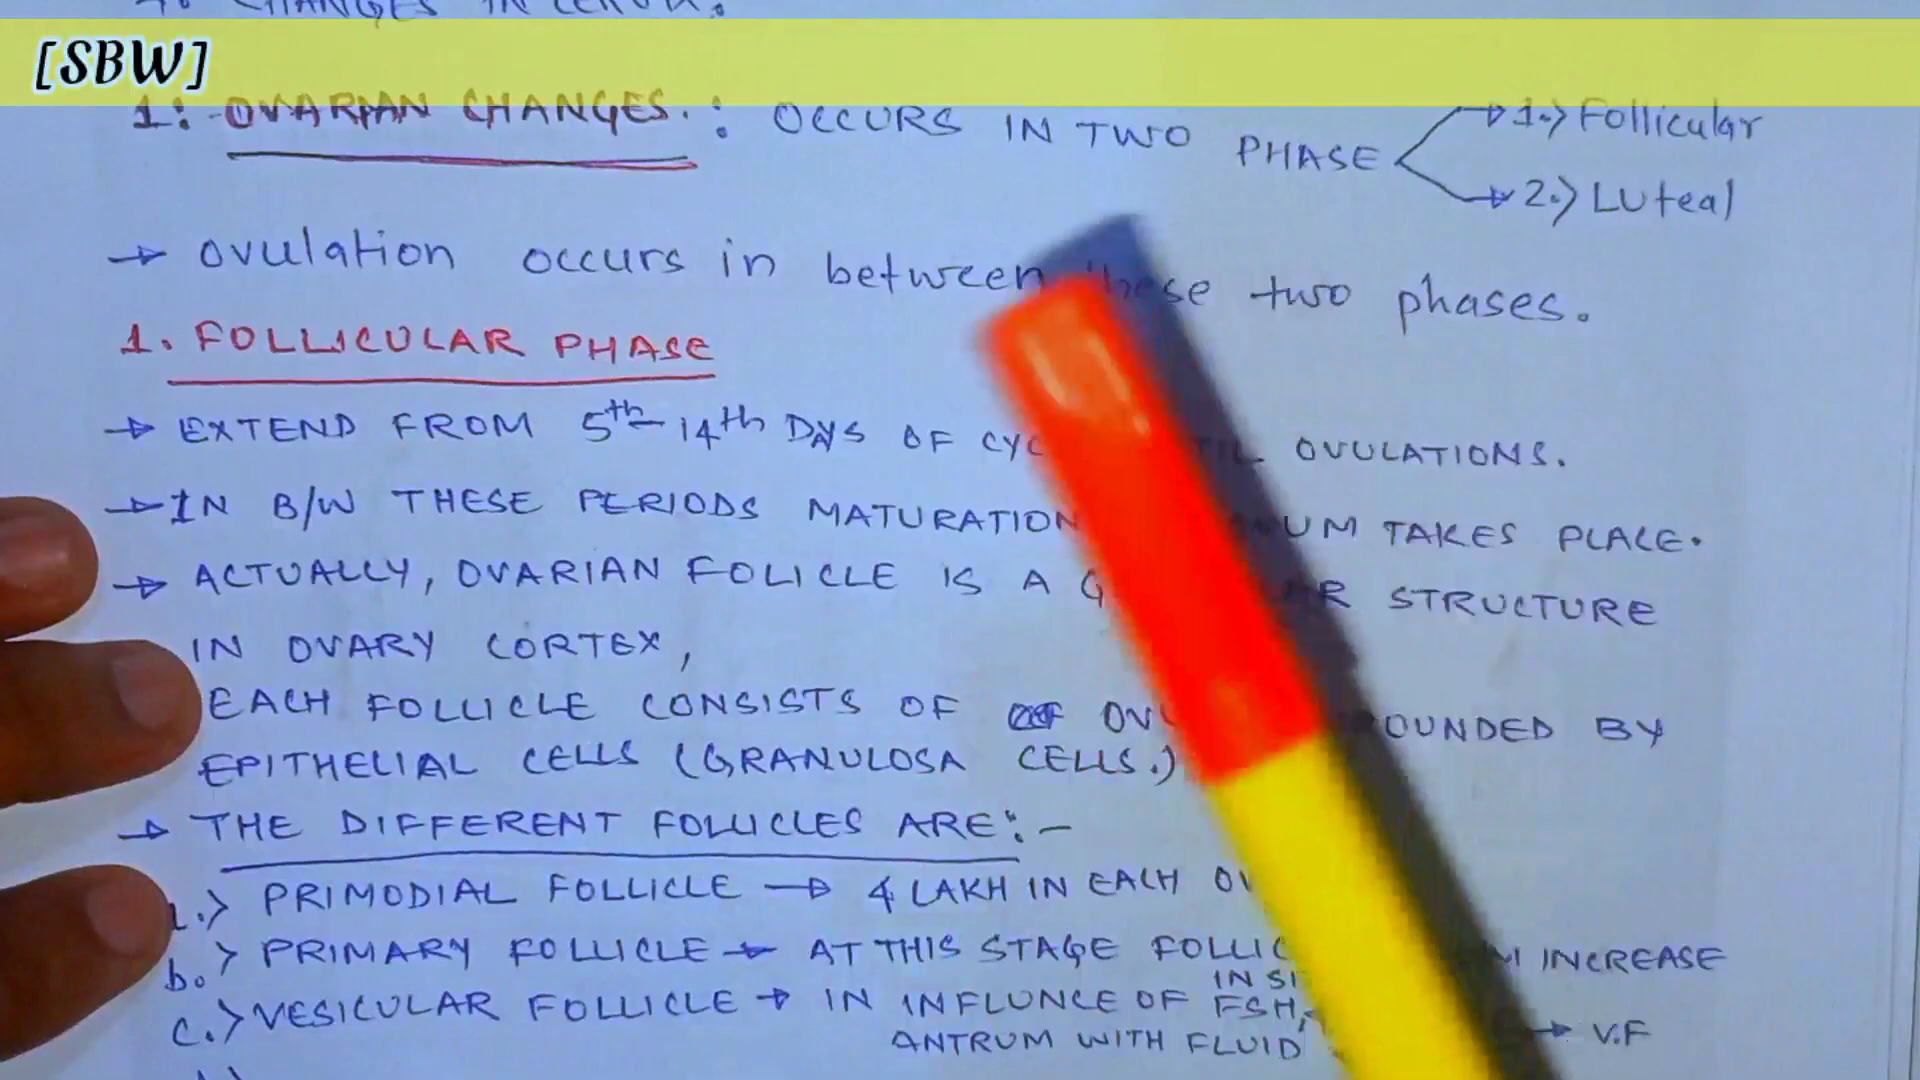 [SBW]
1:- OVARIAN CHANGES.: OCCURS IN TWO PHASE
1.) Follicular
2.) LUteal
→ Ovulation occurs in between these two phases.
1. FOLLICULAR PHASE
→ EXTEND FROM 5th - 14th DAYS OF OVULATIONS.
→ IN B/W THESE PERIODS MATURATION TAKES PLACE.
→ ACTUALLY, OVARIAN FOLICLE IS A STRUCTURE
IN OVARY CORTEX,
EACH FOLLICLE CONSISTS OF BY
EPITHELIAL CELLS (GRANULOSA CELLS.)
→ THE DIFFERENT FOLLICLES ARE:-
a.) PRIMODIAL FOLLICLE → 4 LAKH IN EACH
b.) PRIMARY FOLLICLE → AT THIS STAGE INCREASE
IN
c.) VESICULAR FOLLICLE → IN INFLUNCE OF FSH, → V.F
ANTRUM WITH FLUID